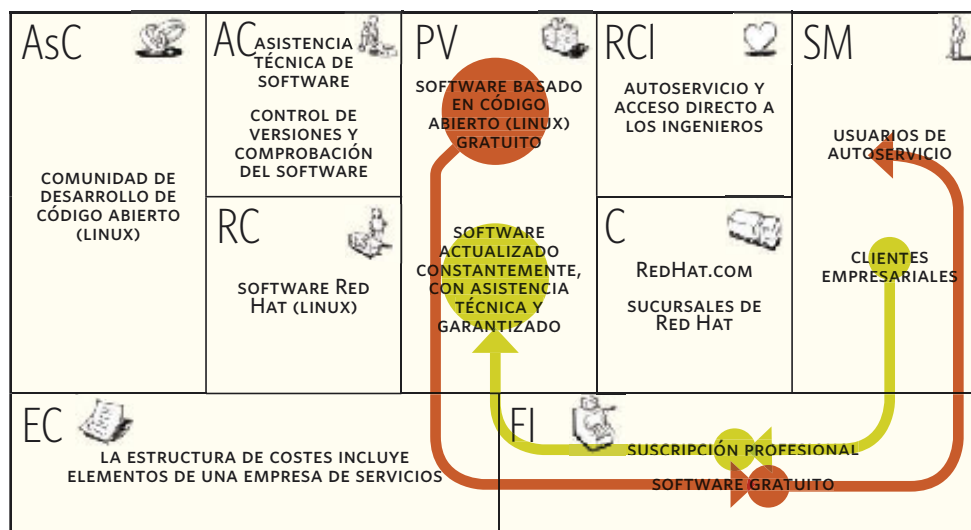 AsC
COMUNIDAD DE
DESARROLLO DE
CÓDIGO ABIERTO
(LINUX)
AC
ASISTENCIA
TÉCNICA DE
SOFTWARE
CONTROL DE
VERSIONES Y
COMPROBACIÓN
DEL SOFTWARE
RC
SOFTWARE RED
HAT (LINUX)
PV
SOFTWARE BASADO
EN CÓDIGO
ABIERTO (LINUX)
GRATUITO
SOFTWARE
ACTUALIZADO
CONSTANTEMENTE,
CON ASISTENCIA
TÉCNICA Y
GARANTIZADO
RCl
AUTOSERVICIO Y
ACCESO DIRECTO A
LOS INGENIEROS
C
REDHAT.COM
SUCURSALES DE
RED HAT
SM
USUARIOS DE
AUTOSERVICIO
CLIENTES
EMPRESARIALES
EC
LA ESTRUCTURA DE COSTES INCLUYE
ELEMENTOS DE UNA EMPRESA DE SERVICIOS
FI
SUSCRIPCIÓN PROFESIONAL
SOFTWARE GRATUITO